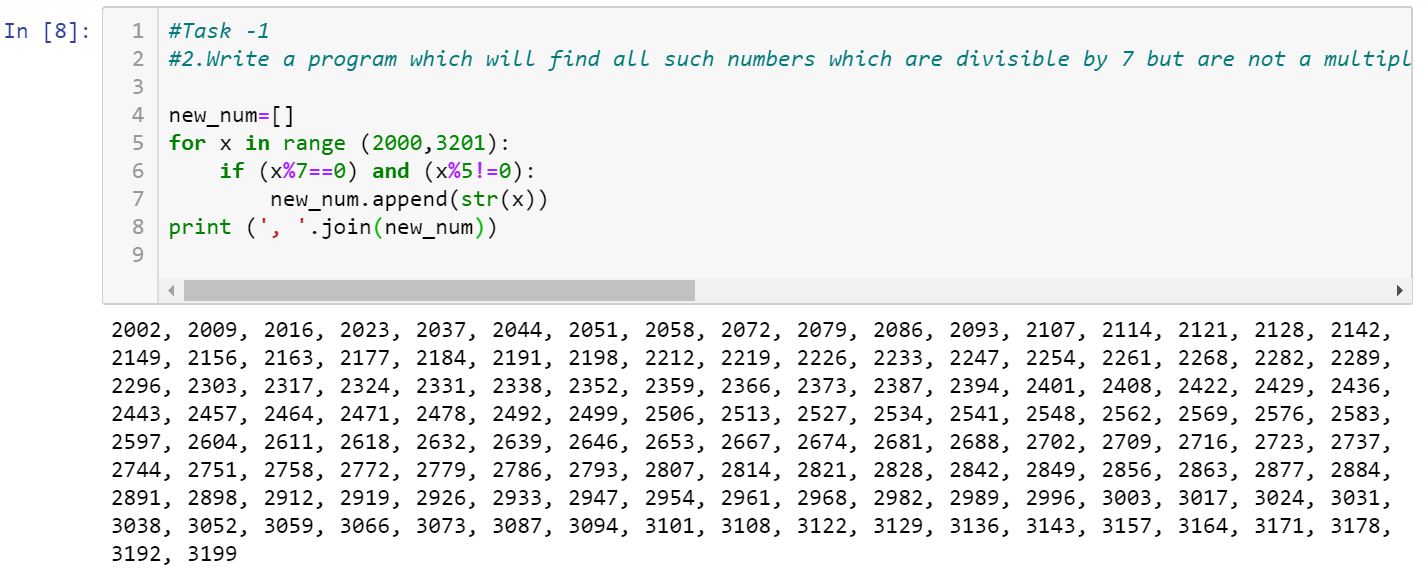 In [8]:
1 #Task -1
2 #2.Write a program which will find all such numbers which are divisible by 7 but are not a multipl
3
4 new_num=[]
5 for x in range (2000,3201):
6     if (x%7==0) and (x%5!=0):
7         new_num.append(str(x))
8 print (', '.join(new_num))
9
2002, 2009, 2016, 2023, 2037, 2044, 2051, 2058, 2072, 2079, 2086, 2093, 2107, 2114, 2121, 2128, 2142,
2149, 2156, 2163, 2177, 2184, 2191, 2198, 2212, 2219, 2226, 2233, 2247, 2254, 2261, 2268, 2282, 2289,
2296, 2303, 2317, 2324, 2331, 2338, 2352, 2359, 2366, 2373, 2387, 2394, 2401, 2408, 2422, 2429, 2436,
2443, 2457, 2464, 2471, 2478, 2492, 2499, 2506, 2513, 2527, 2534, 2541, 2548, 2562, 2569, 2576, 2583,
2597, 2604, 2611, 2618, 2632, 2639, 2646, 2653, 2667, 2674, 2681, 2688, 2702, 2709, 2716, 2723, 2737,
2744, 2751, 2758, 2772, 2779, 2786, 2793, 2807, 2814, 2821, 2828, 2842, 2849, 2856, 2863, 2877, 2884,
2891, 2898, 2912, 2919, 2926, 2933, 2947, 2954, 2961, 2968, 2982, 2989, 2996, 3003, 3017, 3024, 3031,
3038, 3052, 3059, 3066, 3073, 3087, 3094, 3101, 3108, 3122, 3129, 3136, 3143, 3157, 3164, 3171, 3178,
3192, 3199